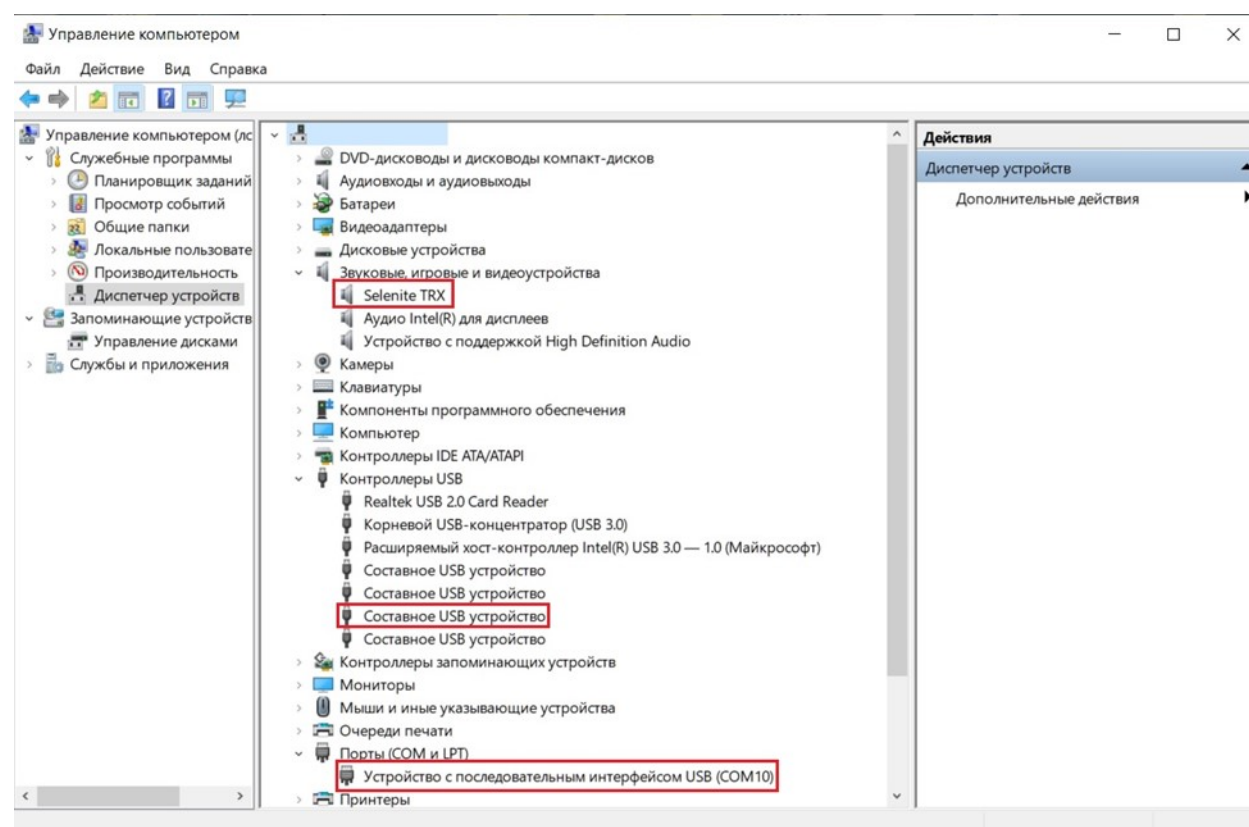 Управление компьютером
Файл Действие Вид Справка
Управление компьютером (лс
Служебные программы
Планировщик заданий
Просмотр событий
Общие папки
Локальные пользовате
Производительность
Диспетчер устройств
Запоминающие устройств
Управление дисками
Службы и приложения
DVD-дисководы и дисководы компакт-дисков
Аудиовходы и аудиовыходы
Батареи
Видеоадаптеры
Дисковые устройства
Звуковые, игровые и видеоустройства
Selenite TRX
Аудио Intel(R) для дисплеев
Устройство с поддержкой High Definition Audio
Камеры
Клавиатуры
Компоненты программного обеспечения
Компьютер
Контроллеры IDE ATA/ATAPI
Контроллеры USB
Realtek USB 2.0 Card Reader
Корневой USB-концентратор (USB 3.0)
Расширяемый хост-контроллер Intel(R) USB 3.0 — 1.0 (Майкрософт)
Составное USB устройство
Составное USB устройство
Составное USB устройство
Составное USB устройство
Контроллеры запоминающих устройств
Мониторы
Мыши и иные указывающие устройства
Очереди печати
Порты (COM и LPT)
Устройство с последовательным интерфейсом USB (COM10)
Принтеры
Действия
Диспетчер устройств
Дополнительные действия